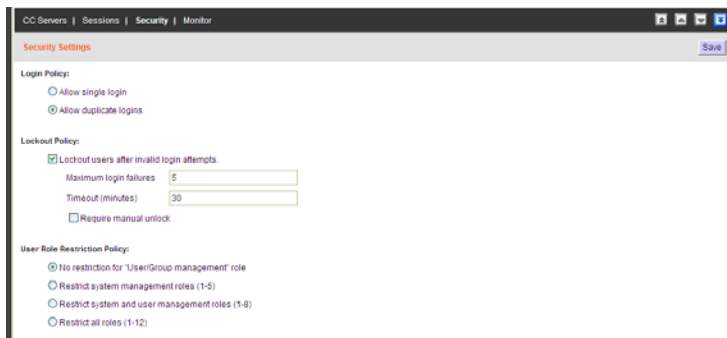 CC Servers | Sessions | Security | Monitor
Security Settings Save
Login Policy:
Allow single login
Allow duplicate logins
Lockout Policy:
Lockout users after invalid login attempts.
Maximum login failures 5
Timeout (minutes) 30
Require manual unlock
User Role Restriction Policy:
No restriction for "User/Group management" role
Restrict system management roles (1-5)
Restrict system and user management roles (1-8)
Restrict all roles (1-12)